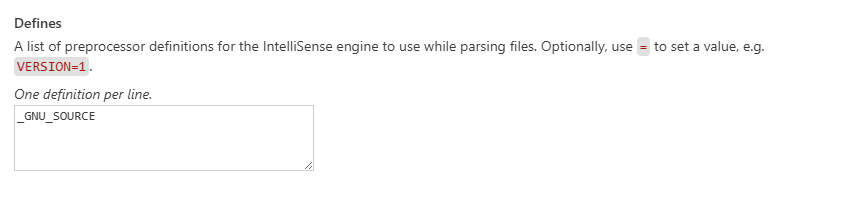 Defines
A list of preprocessor definitions for the IntelliSense engine to use while parsing files. Optionally, use = to set a value, e.g.
VERSION=1.
One definition per line.
_GNU_SOURCE